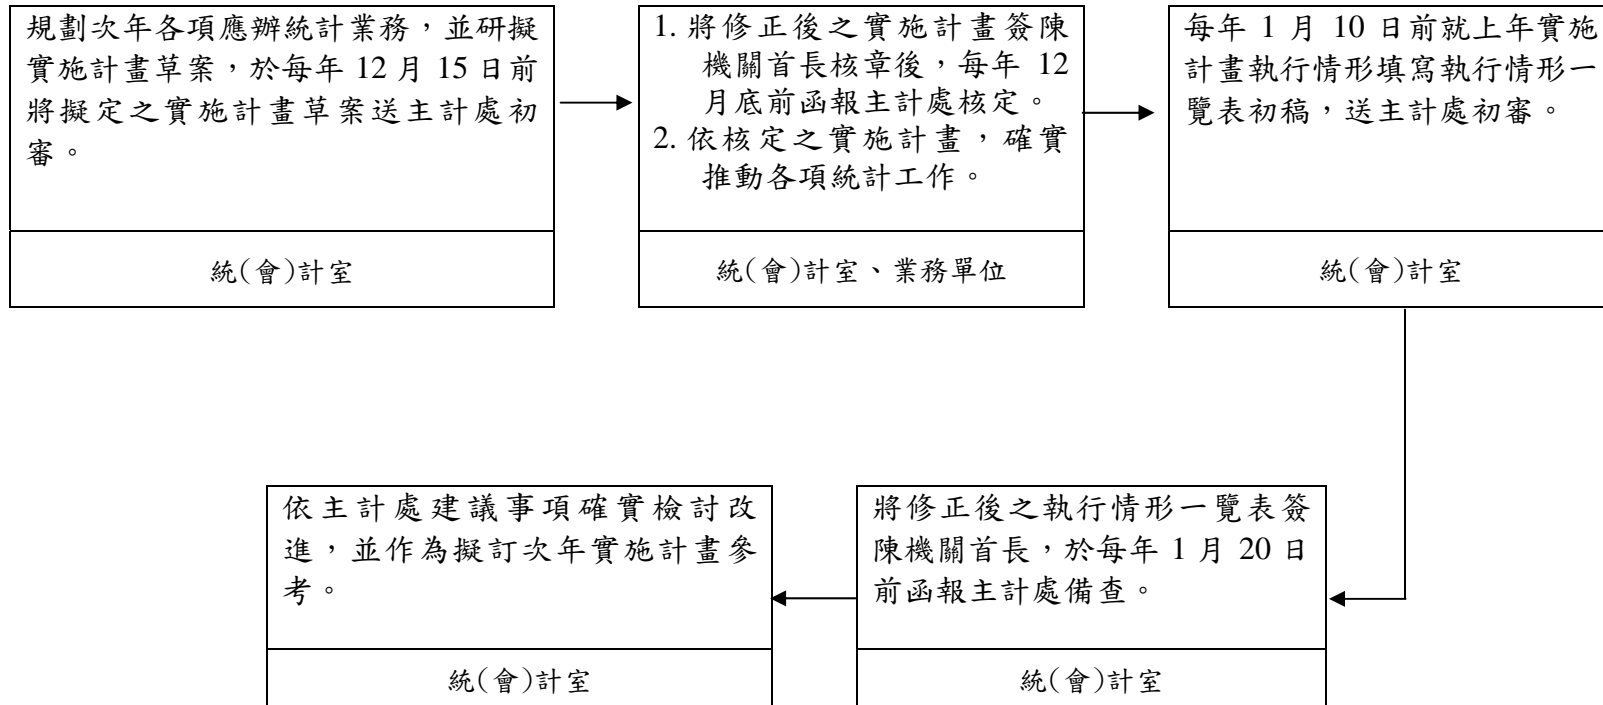 規劃次年各項應辦統計業務，並研擬
實施計畫草案，於每年 12 月 15 日前
將擬定之實施計畫草案送主計處初
審。
統(會)計室
1. 將修正後之實施計畫簽陳
機關首長核章後，每年 12
月底前函報主計處核定。
2. 依核定之實施計畫，確實
推動各項統計工作。
統(會)計室、業務單位
每年 1 月 10 日前就上年實施
計畫執行情形填寫執行情形一
覽表初稿，送主計處初審。
統(會)計室
將修正後之執行情形一覽表簽
陳機關首長，於每年 1 月 20 日
前函報主計處備查。
統(會)計室
依主計處建議事項確實檢討改
進，並作為擬訂次年實施計畫參
考。
統(會)計室